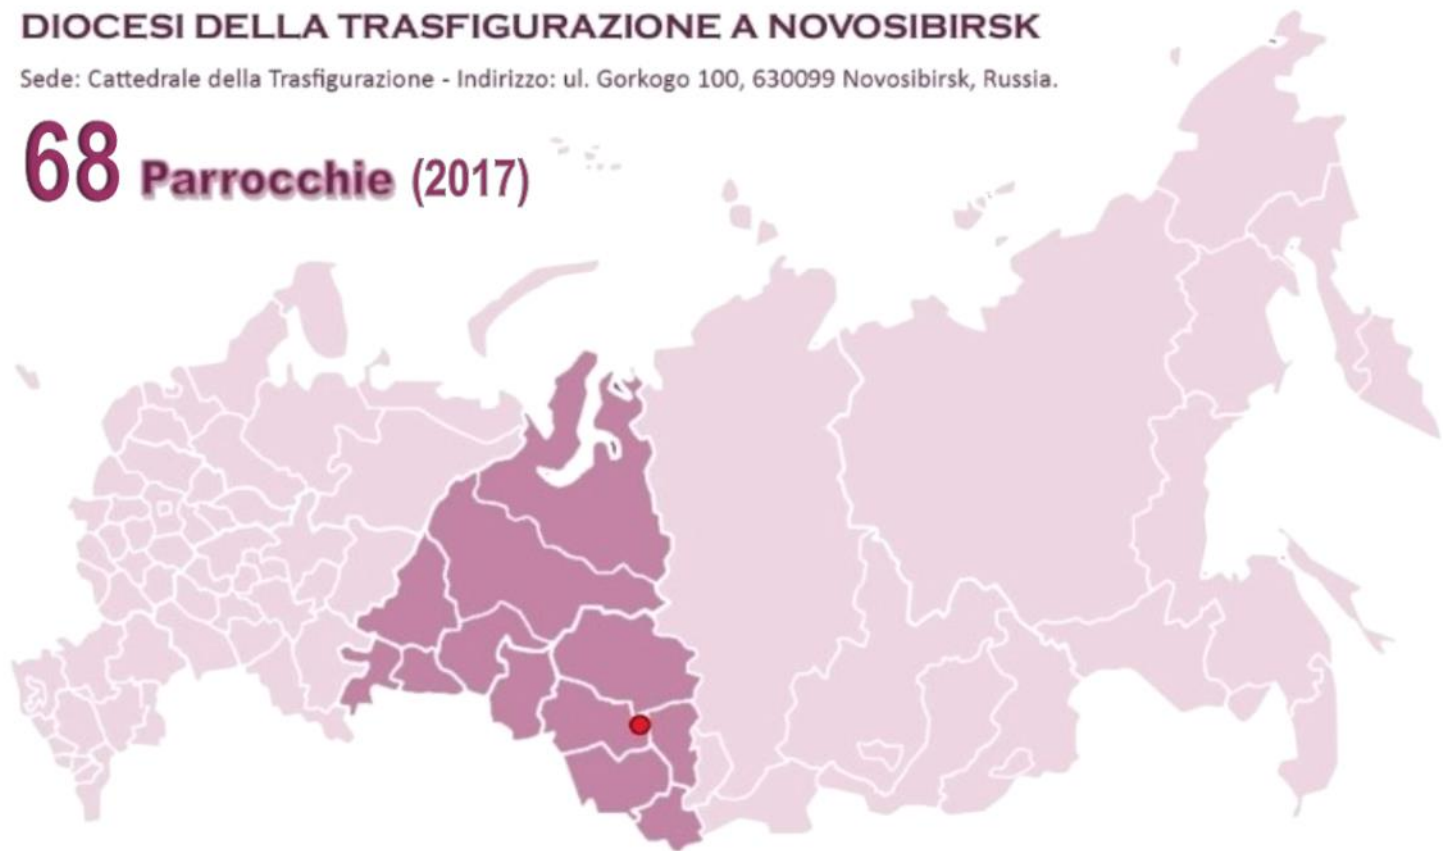 DIOCESI DELLA TRASFIGURAZIONE A NOVOSIBIRSK
Sede: Cattedrale della Trasfigurazione - Indirizzo: ul. Gorkogo 100, 630099 Novosibirsk, Russia.
68 Parrocchie (2017)